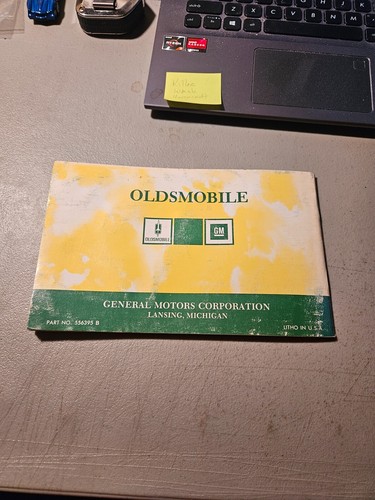 OLDSMOBILE
OLDSMOBILE
GM
GENERAL MOTORS CORPORATION
LANSING, MICHIGAN
PART NO. 556395 B
LITHO IN U.S.A.